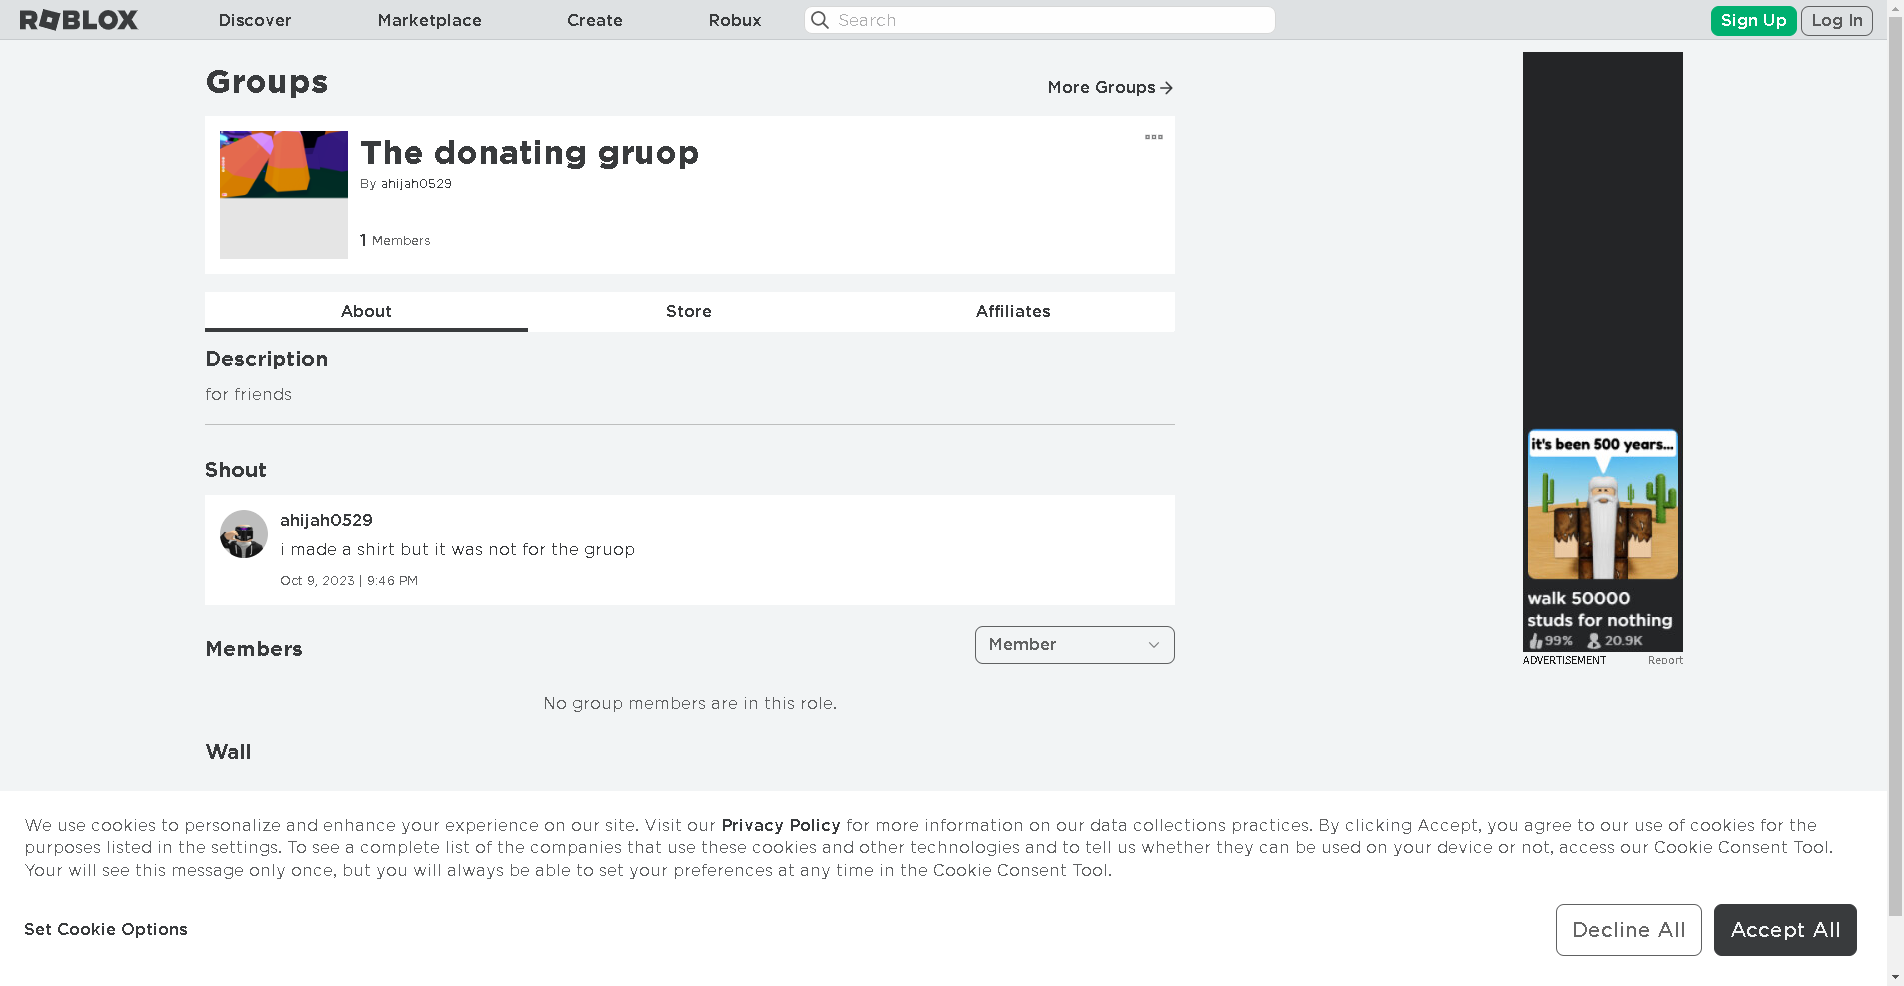 ROBLOX
Discover
Marketplace
Create
Robux
Search
Sign Up
Log In
Groups
More Groups
The donating gruop
By ahijah0529
1 Members
About
Store
Affiliates
Description
for friends
Shout
ahijah0529
i made a shirt but it was not for the gruop
Oct 9, 2023 | 9:46 PM
Members
Member
No group members are in this role.
Wall
it's been 500 years...
walk 50000
studs for nothing
99% 20.9K
ADVERTISEMENT
Report
We use cookies to personalize and enhance your experience on our site. Visit our Privacy Policy for more information on our data collections practices. By clicking Accept, you agree to our use of cookies for the
purposes listed in the settings. To see a complete list of the companies that use these cookies and other technologies and to tell us whether they can be used on your device or not, access our Cookie Consent Tool.
Your will see this message only once, but you will always be able to set your preferences at any time in the Cookie Consent Tool.
Set Cookie Options
Decline All
Accept All